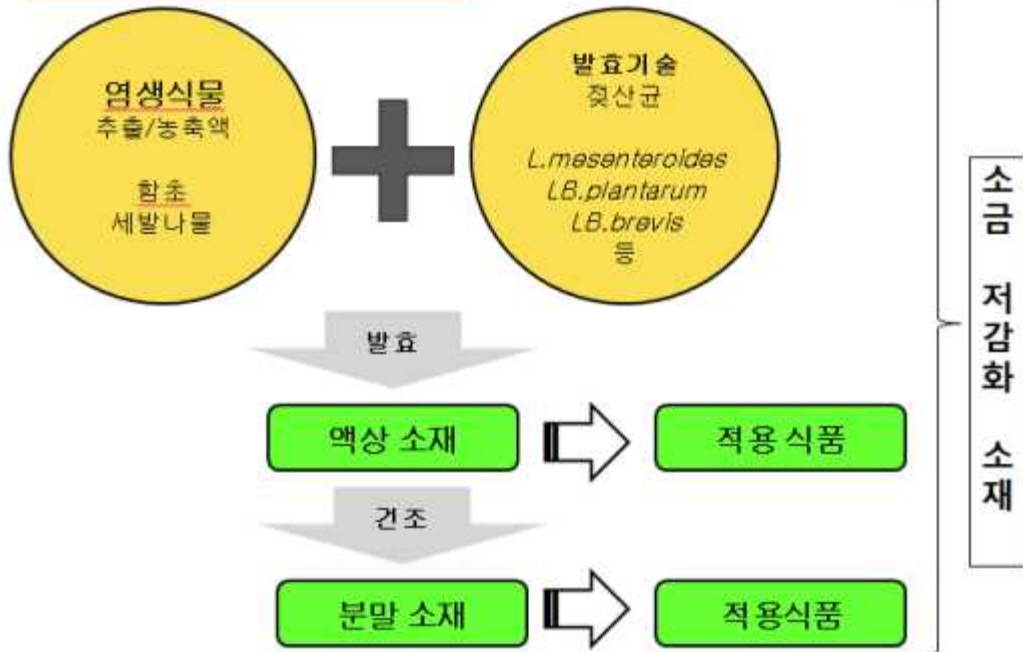 염생식물
추출/농축액
함초
세발나물
발효기술
젖산균
L.mesenteroides
LB.plantarum
LB.brevis
등
발효
액상 소재
적용 식품
건조
분말 소재
적용식품
소금 저감화 소재